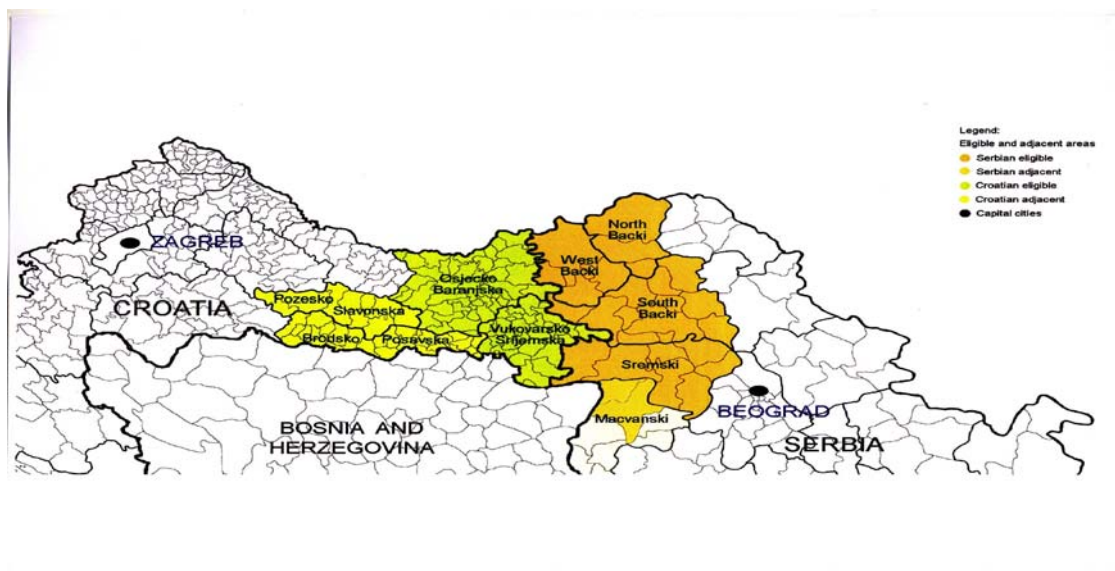 Legend:
Eligible and adjacent areas
Serbian eligible
Serbian adjacent
Croatian eligible
Croatian adjacent
Capital cities
North
Backi
ZAGREB
West
Backi
Osjecko
Baranjska
Pozesko
Slavonska
South
Backi
CROATIA
Vukovarsko
Srijemska
Brodsko
Posavska
Sremski
BEOGRAD
Macvanski
BOSNIA AND
HERZEGOVINA
SERBIA